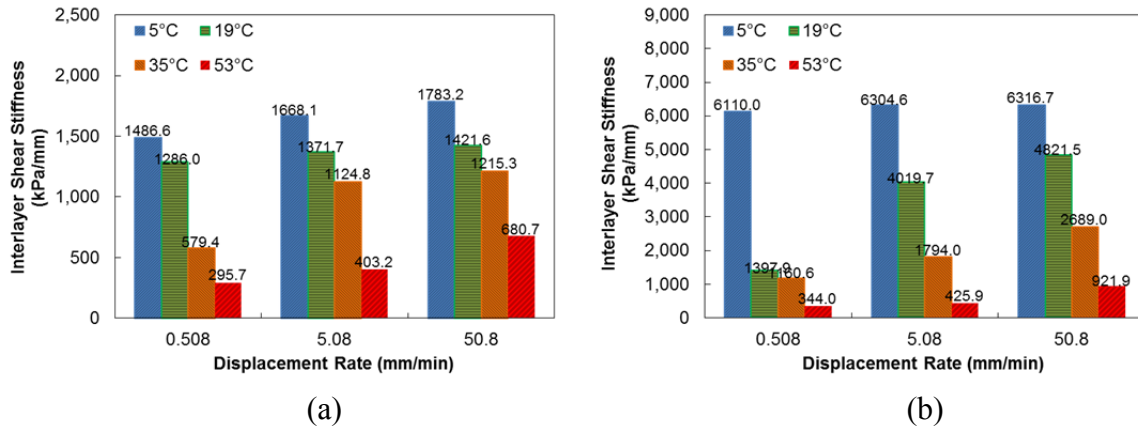 2,500
2,000
1,500
1,000
500
0
Interlayer Shear Stiffness
(kPa/mm)
5°C 19°C
35°C 53°C
1486.6
1286.0
579.4
295.7
1668.1
1371.7
1124.8
403.2
1783.2
1421.6
1215.3
680.7
0.508 5.08 50.8
Displacement Rate (mm/min)
(a)
9,000
8,000
7,000
6,000
5,000
4,000
3,000
2,000
1,000
0
Interlayer Shear Stiffness
(kPa/mm)
5°C 19°C
35°C 53°C
6110.0
1397.9
1160.6
344.0
6304.6
4019.7
1794.0
425.9
6316.7
4821.5
2689.0
921.9
0.508 5.08 50.8
Displacement Rate (mm/min)
(b)